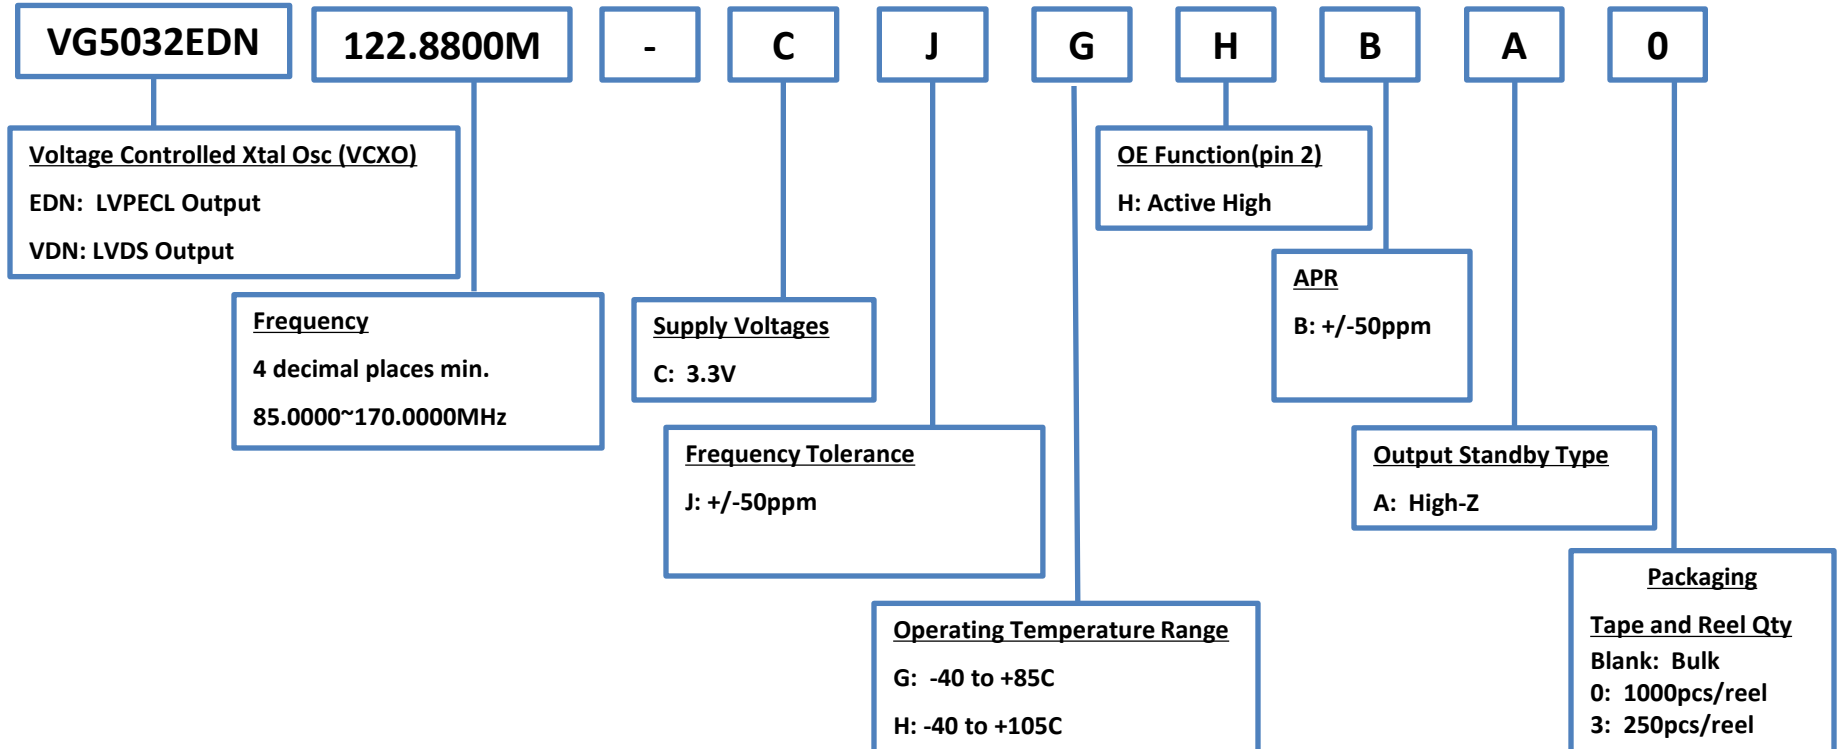 VG5032EDN 122.8800M - C J G H B A 0
Voltage Controlled Xtal Osc (VCXO)
EDN: LVPECL Output
VDN: LVDS Output
Frequency
4 decimal places min.
85.0000~170.0000MHz
Supply Voltages
C: 3.3V
Frequency Tolerance
J: +/-50ppm
Operating Temperature Range
G: -40 to +85C
H: -40 to +105C
OE Function(pin 2)
H: Active High
APR
B: +/-50ppm
Output Standby Type
A: High-Z
Packaging
Tape and Reel Qty
Blank: Bulk
0: 1000pcs/reel
3: 250pcs/reel